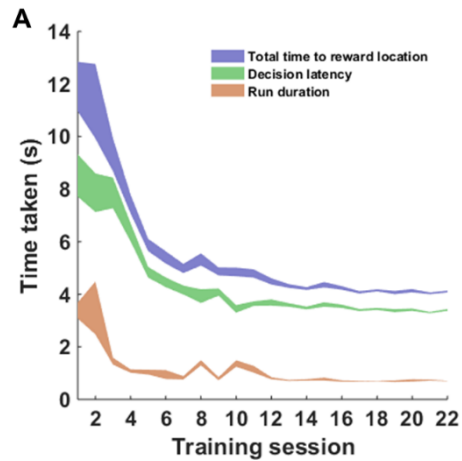 A
14
12
10
8
6
4
2
0
Time taken (s)
Total time to reward location
Decision latency
Run duration
2 4 6 8 10 12 14 16 18 20 22
Training session